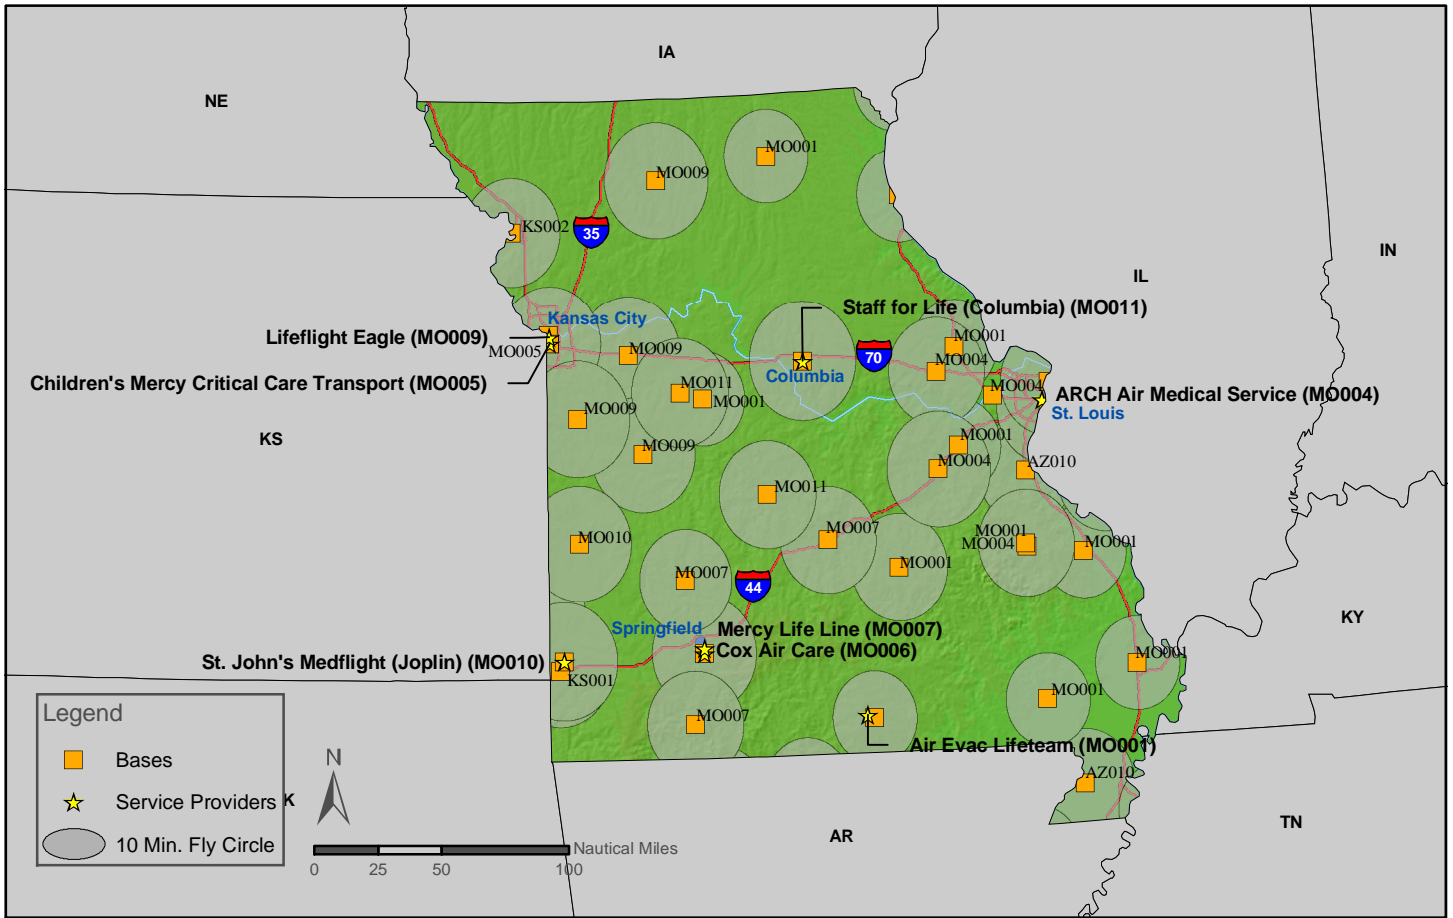 IA
NE
MO001
MO009
KS002
35
IN
IL
Staff for Life (Columbia) (MO011)
Kansas City
Lifeflight Eagle (MO009)
MO001
MO005
MO009
70
MO004
Columbia
Children's Mercy Critical Care Transport (MO005)
MO011
MO004
ARCH Air Medical Service (MO004)
MO001
St. Louis
MO009
KS
MO001
MO009
MO004
AZ010
MO011
MO007
MO001
MO010
MO004
MO001
MO001
MO007
44
KY
Springfield
Mercy Life Line (MO007)
Cox Air Care (MO006)
St. John's Medflight (Joplin) (MO010)
MO001
KS001
MO001
Legend
MO007
Air Evac Lifeteam (MO001)
Bases
N
AZ010
Service Providers
K
TN
AR
10 Min. Fly Circle
Nautical Miles
0 25 50 100